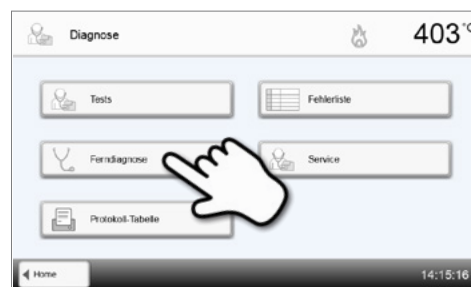 Diagnose
403 °C
Tests
Fehlerliste
Ferndiagnose
Service
Protokoll-Tabelle
Home
14:15:16